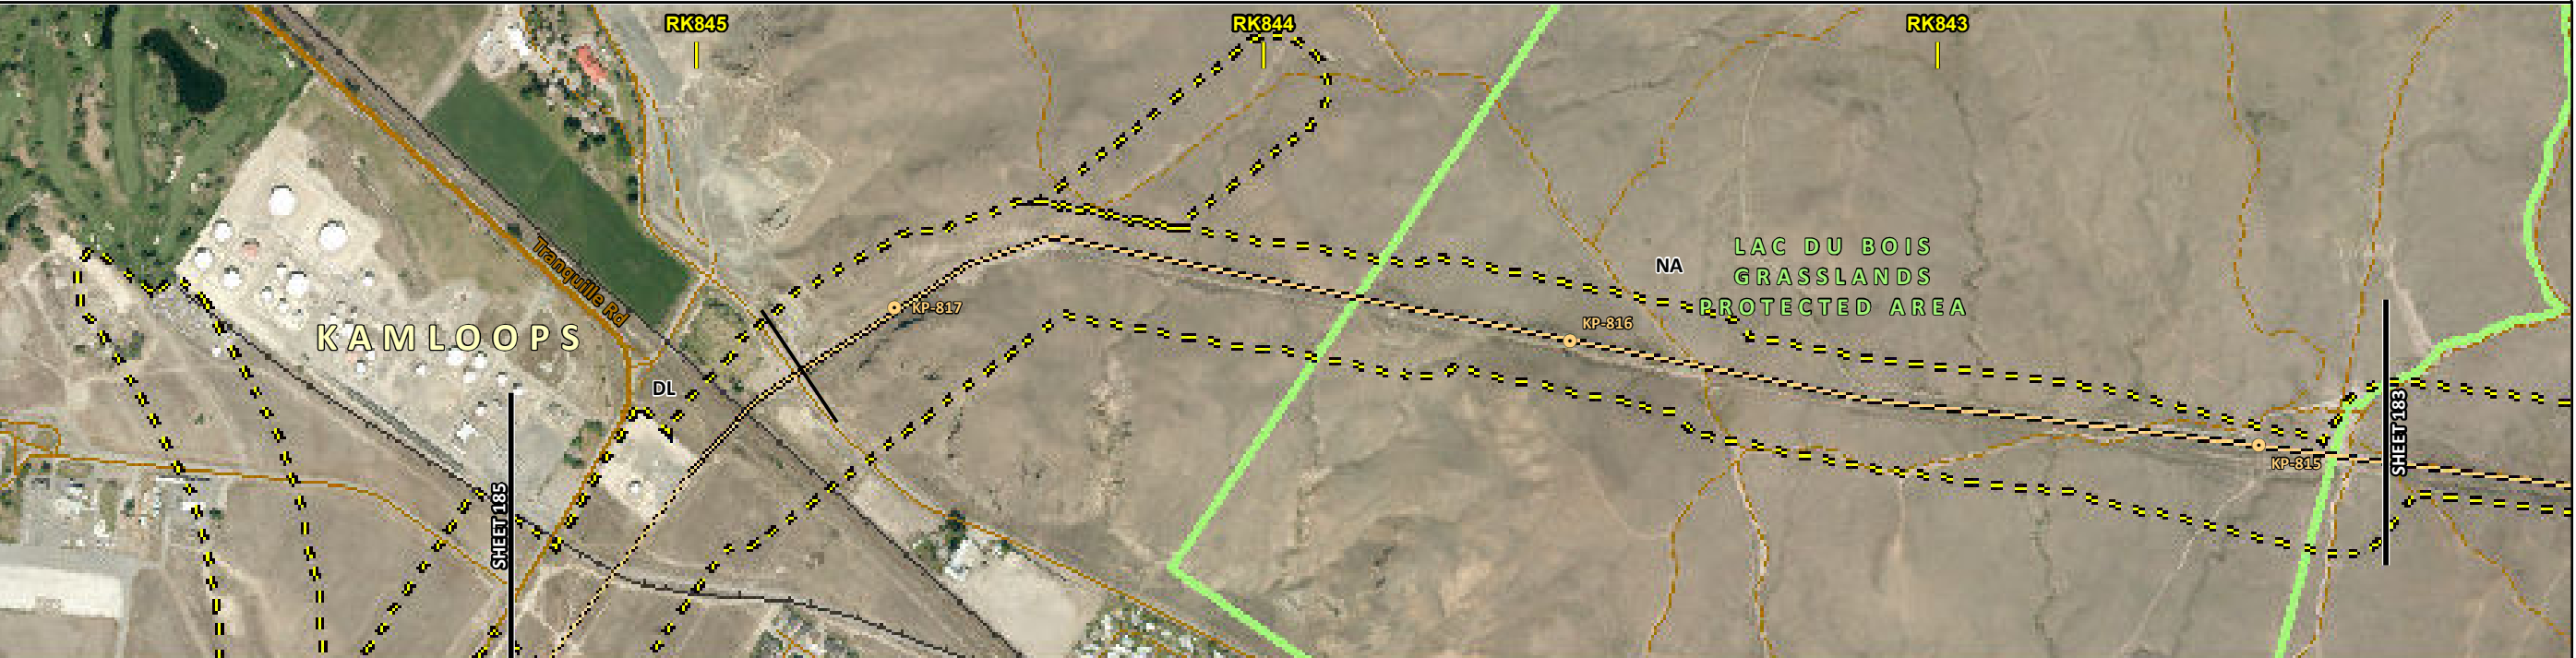 RK845
RK844
RK843
Tranquille Rd
KAMLOOPS
DL
KP-817
NA
LAC DU BOIS
GRASSLANDS
PROTECTED AREA
KP-816
KP-815
SHEET 185
SHEET 183